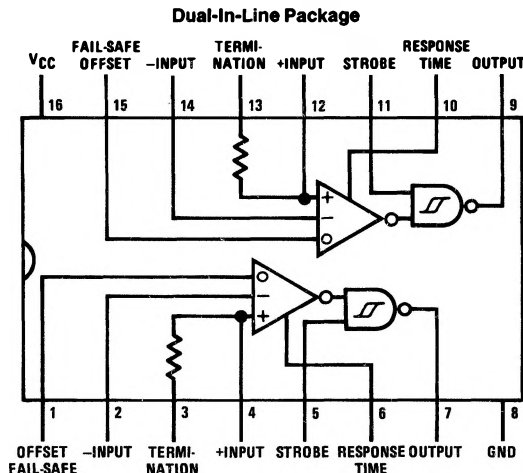 Dual-In-Line Package
VCC
FAIL-SAFE
OFFSET
–INPUT
TERMI-
NATION
+INPUT
STROBE
RESPONSE
TIME
OUTPUT
16
15
14
13
12
11
10
9
+
–
–
+
1
2
3
4
5
6
7
8
OFFSET
FAIL-SAFE
–INPUT
TERMI-
NATION
+INPUT
STROBE
RESPONSE
TIME
OUTPUT
GND